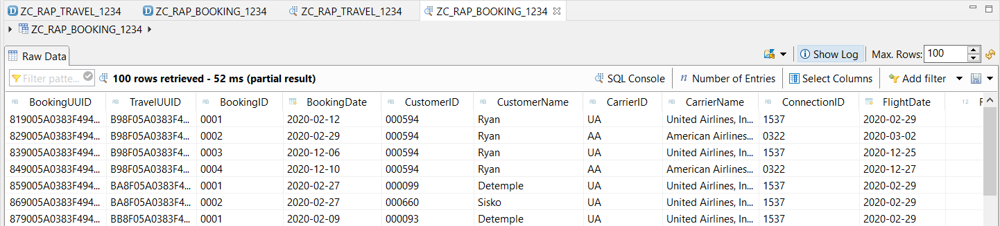 ZC_RAP_TRAVEL_1234 ZC_RAP_BOOKING_1234 ZC_RAP_TRAVEL_1234 ZC_RAP_BOOKING_1234
ZC_RAP_BOOKING_1234
Raw Data Show Log Max. Rows: 100
Filter patte... 100 rows retrieved - 52 ms (partial result) SQL Console Number of Entries Select Columns Add filter
BookingUUID TravelUUID BookingID BookingDate CustomerID CustomerName CarrierID CarrierName ConnectionID FlightDate
819005A0383F494... B98F05A0383F4... 0001 2020-02-12 000594 Ryan UA United Airlines, In... 1537 2020-02-29
829005A0383F494... B98F05A0383F4... 0002 2020-02-29 000594 Ryan AA American Airlines... 0322 2020-03-02
839005A0383F494... B98F05A0383F4... 0003 2020-12-06 000594 Ryan UA United Airlines, In... 1537 2020-12-25
849005A0383F494... B98F05A0383F4... 0004 2020-12-10 000594 Ryan AA American Airlines... 0322 2020-12-27
859005A0383F494... BA8F05A0383F4... 0001 2020-02-27 000099 Detemple UA United Airlines, In... 1537 2020-02-29
869005A0383F494... BA8F05A0383F4... 0002 2020-02-27 000660 Sisko UA United Airlines, In... 1537 2020-02-29
879005A0383F494... BB8F05A0383F4... 0001 2020-02-09 000093 Dumbach UA United Airlines, In... 1537 2020-02-29